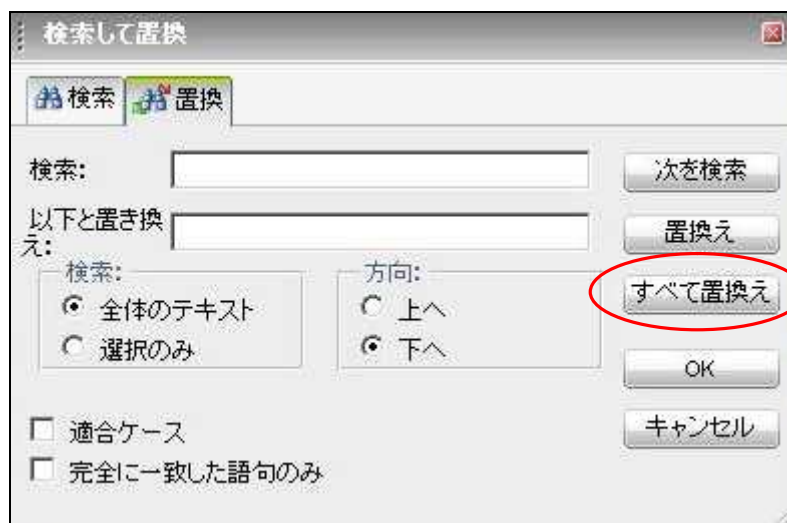 検索して置換
検索 置換
検索: 次を検索
以下と置き換え: 置換え
検索: 方向: すべて置換え
全体のテキスト 上へ
選択のみ 下へ
OK
適合ケース キャンセル
完全に一致した語句のみ